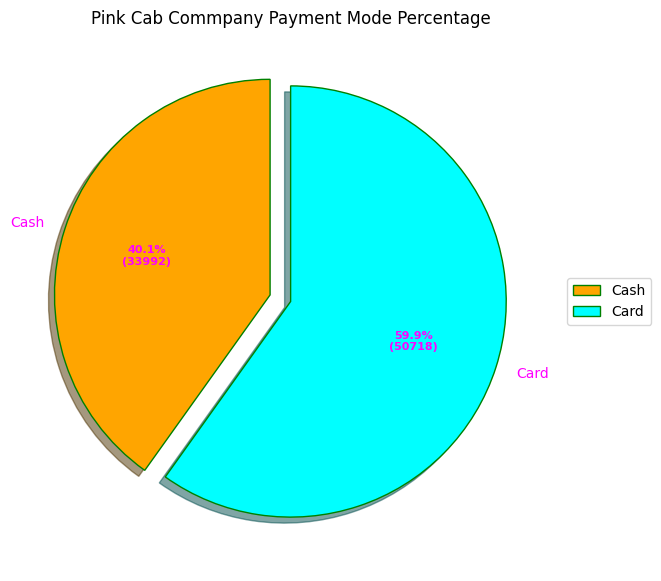 Pink Cab Commpany Payment Mode Percentage
Cash
40.1%
(33992)
59.9%
(50718)
Card
Cash
Card